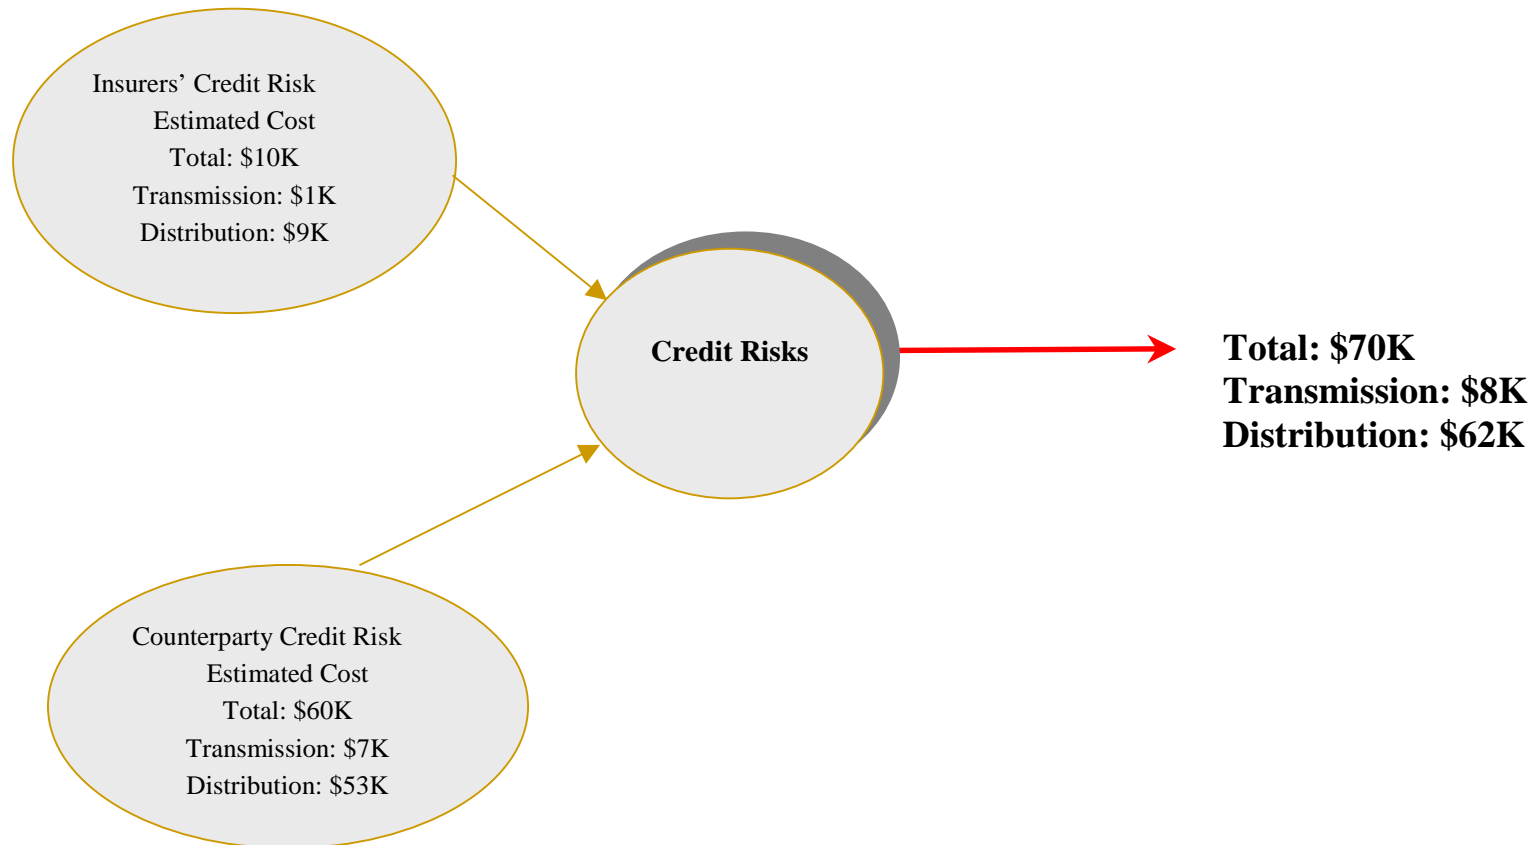 Insurers’ Credit Risk
Estimated Cost
Total: $10K
Transmission: $1K
Distribution: $9K
Credit Risks
Total: $70K
Transmission: $8K
Distribution: $62K
Counterparty Credit Risk
Estimated Cost
Total: $60K
Transmission: $7K
Distribution: $53K